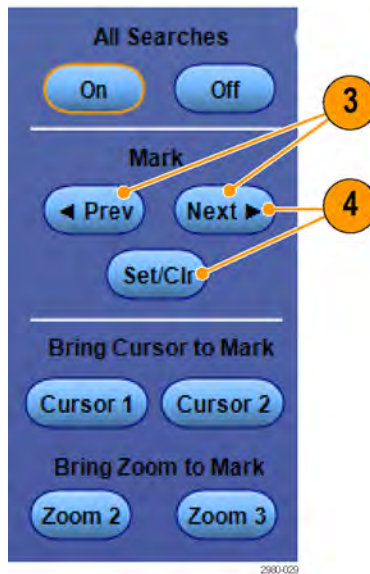 All Searches
On Off
3
Mark
◄ Prev Next ►
4
Set/Clr
Bring Cursor to Mark
Cursor 1 Cursor 2
Bring Zoom to Mark
Zoom 2 Zoom 3
2980-029